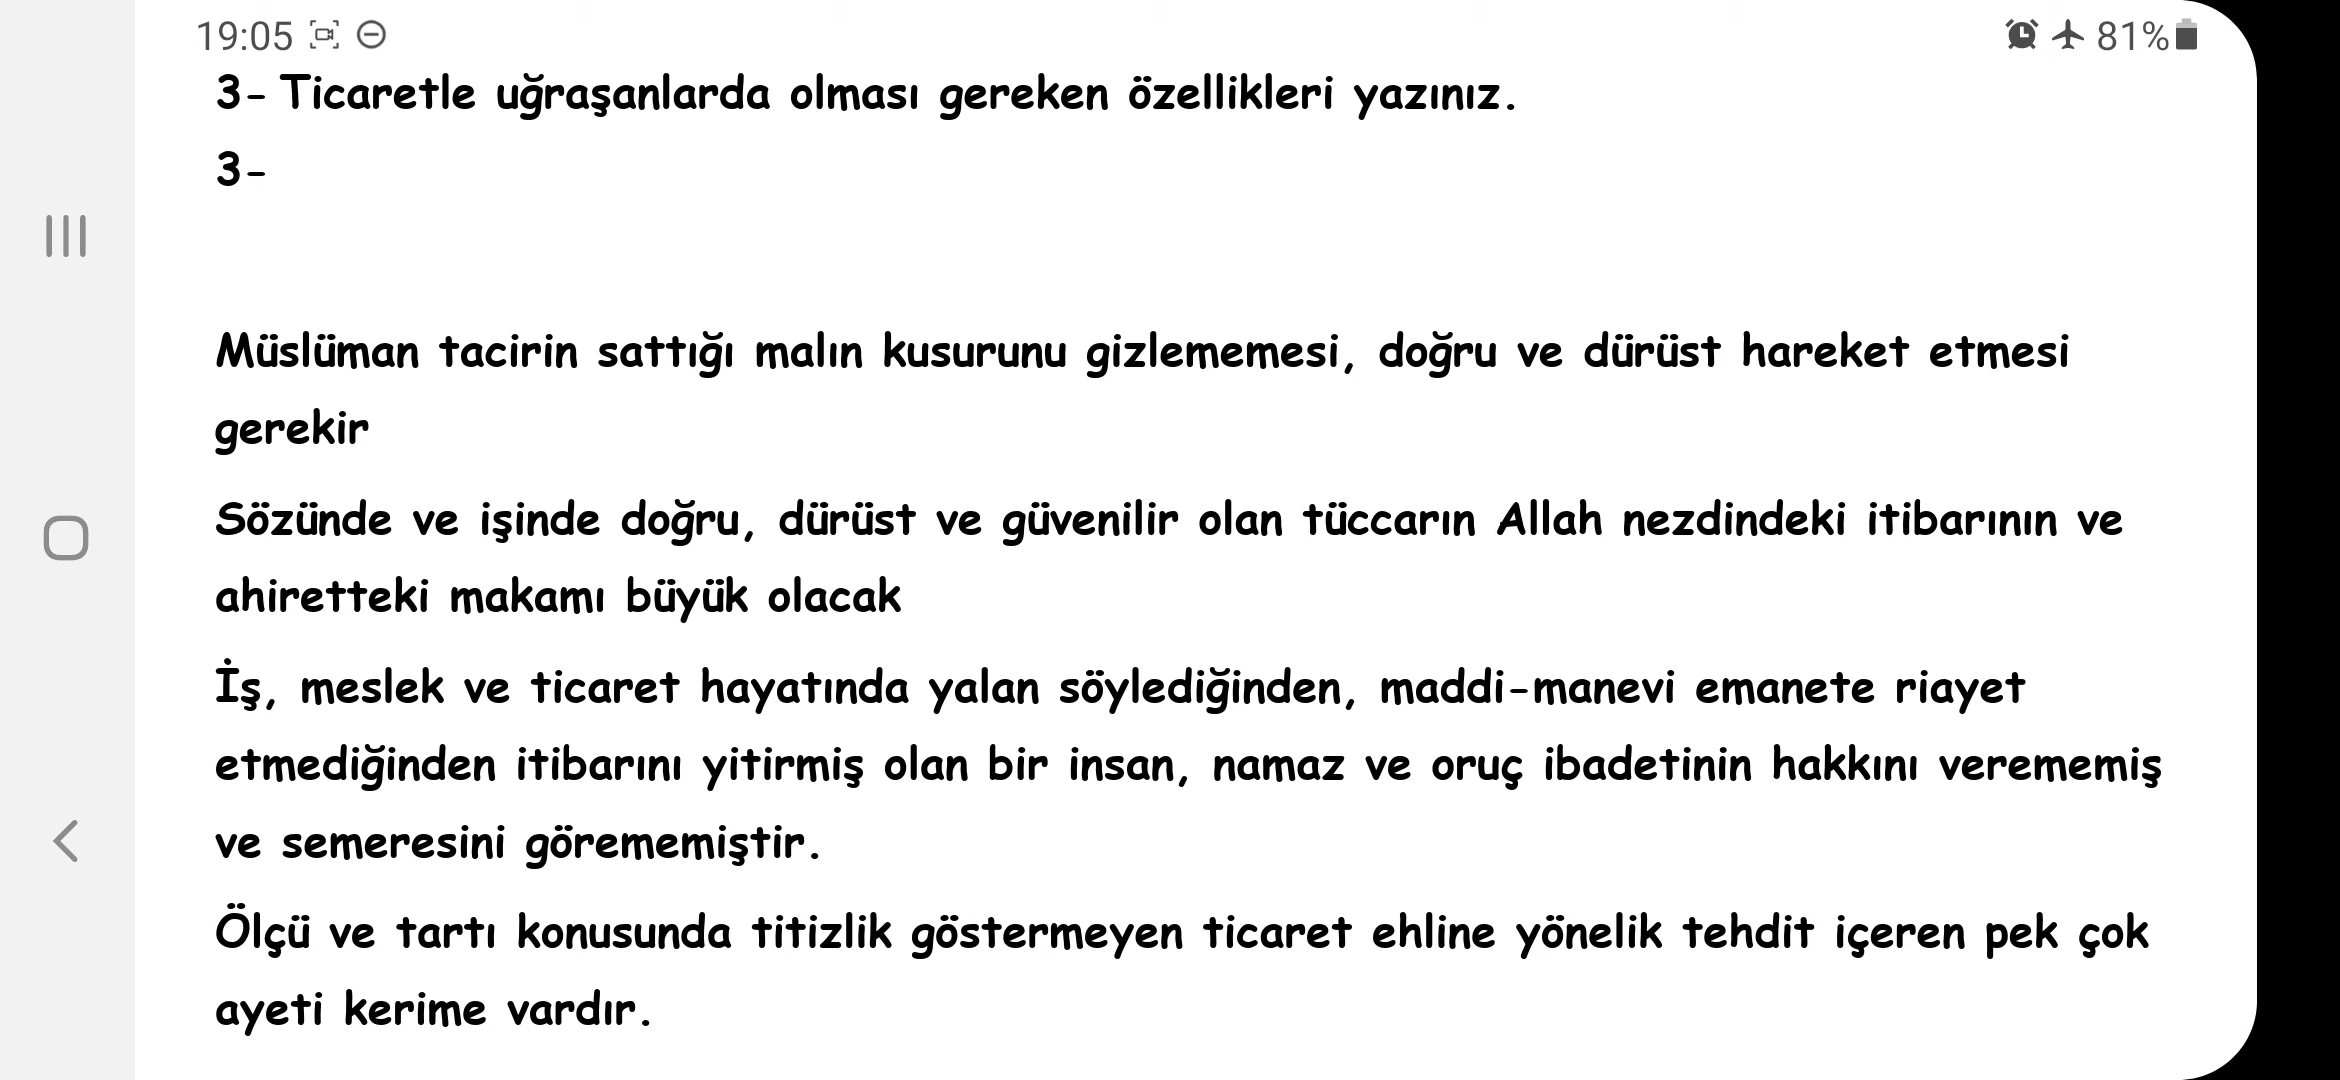 19:05
81%
3- Ticaretle uğraşanlarda olması gereken özellikleri yazınız.
3-
Müslüman tacirin sattığı malın kusurunu gizlememesi, doğru ve dürüst hareket etmesi
gerekir
Sözünde ve işinde doğru, dürüst ve güvenilir olan tüccarın Allah nezdindeki itibarının ve
ahiretteki makamı büyük olacak
İş, meslek ve ticaret hayatında yalan söylediğinden, maddi-manevi emanete riayet
etmediğinden itibarını yitirmiş olan bir insan, namaz ve oruç ibadetinin hakkını verememiş
ve semeresini görememiştir.
Ölçü ve tartı konusunda titizlik göstermeyen ticaret ehline yönelik tehdit içeren pek çok
ayeti kerime vardır.